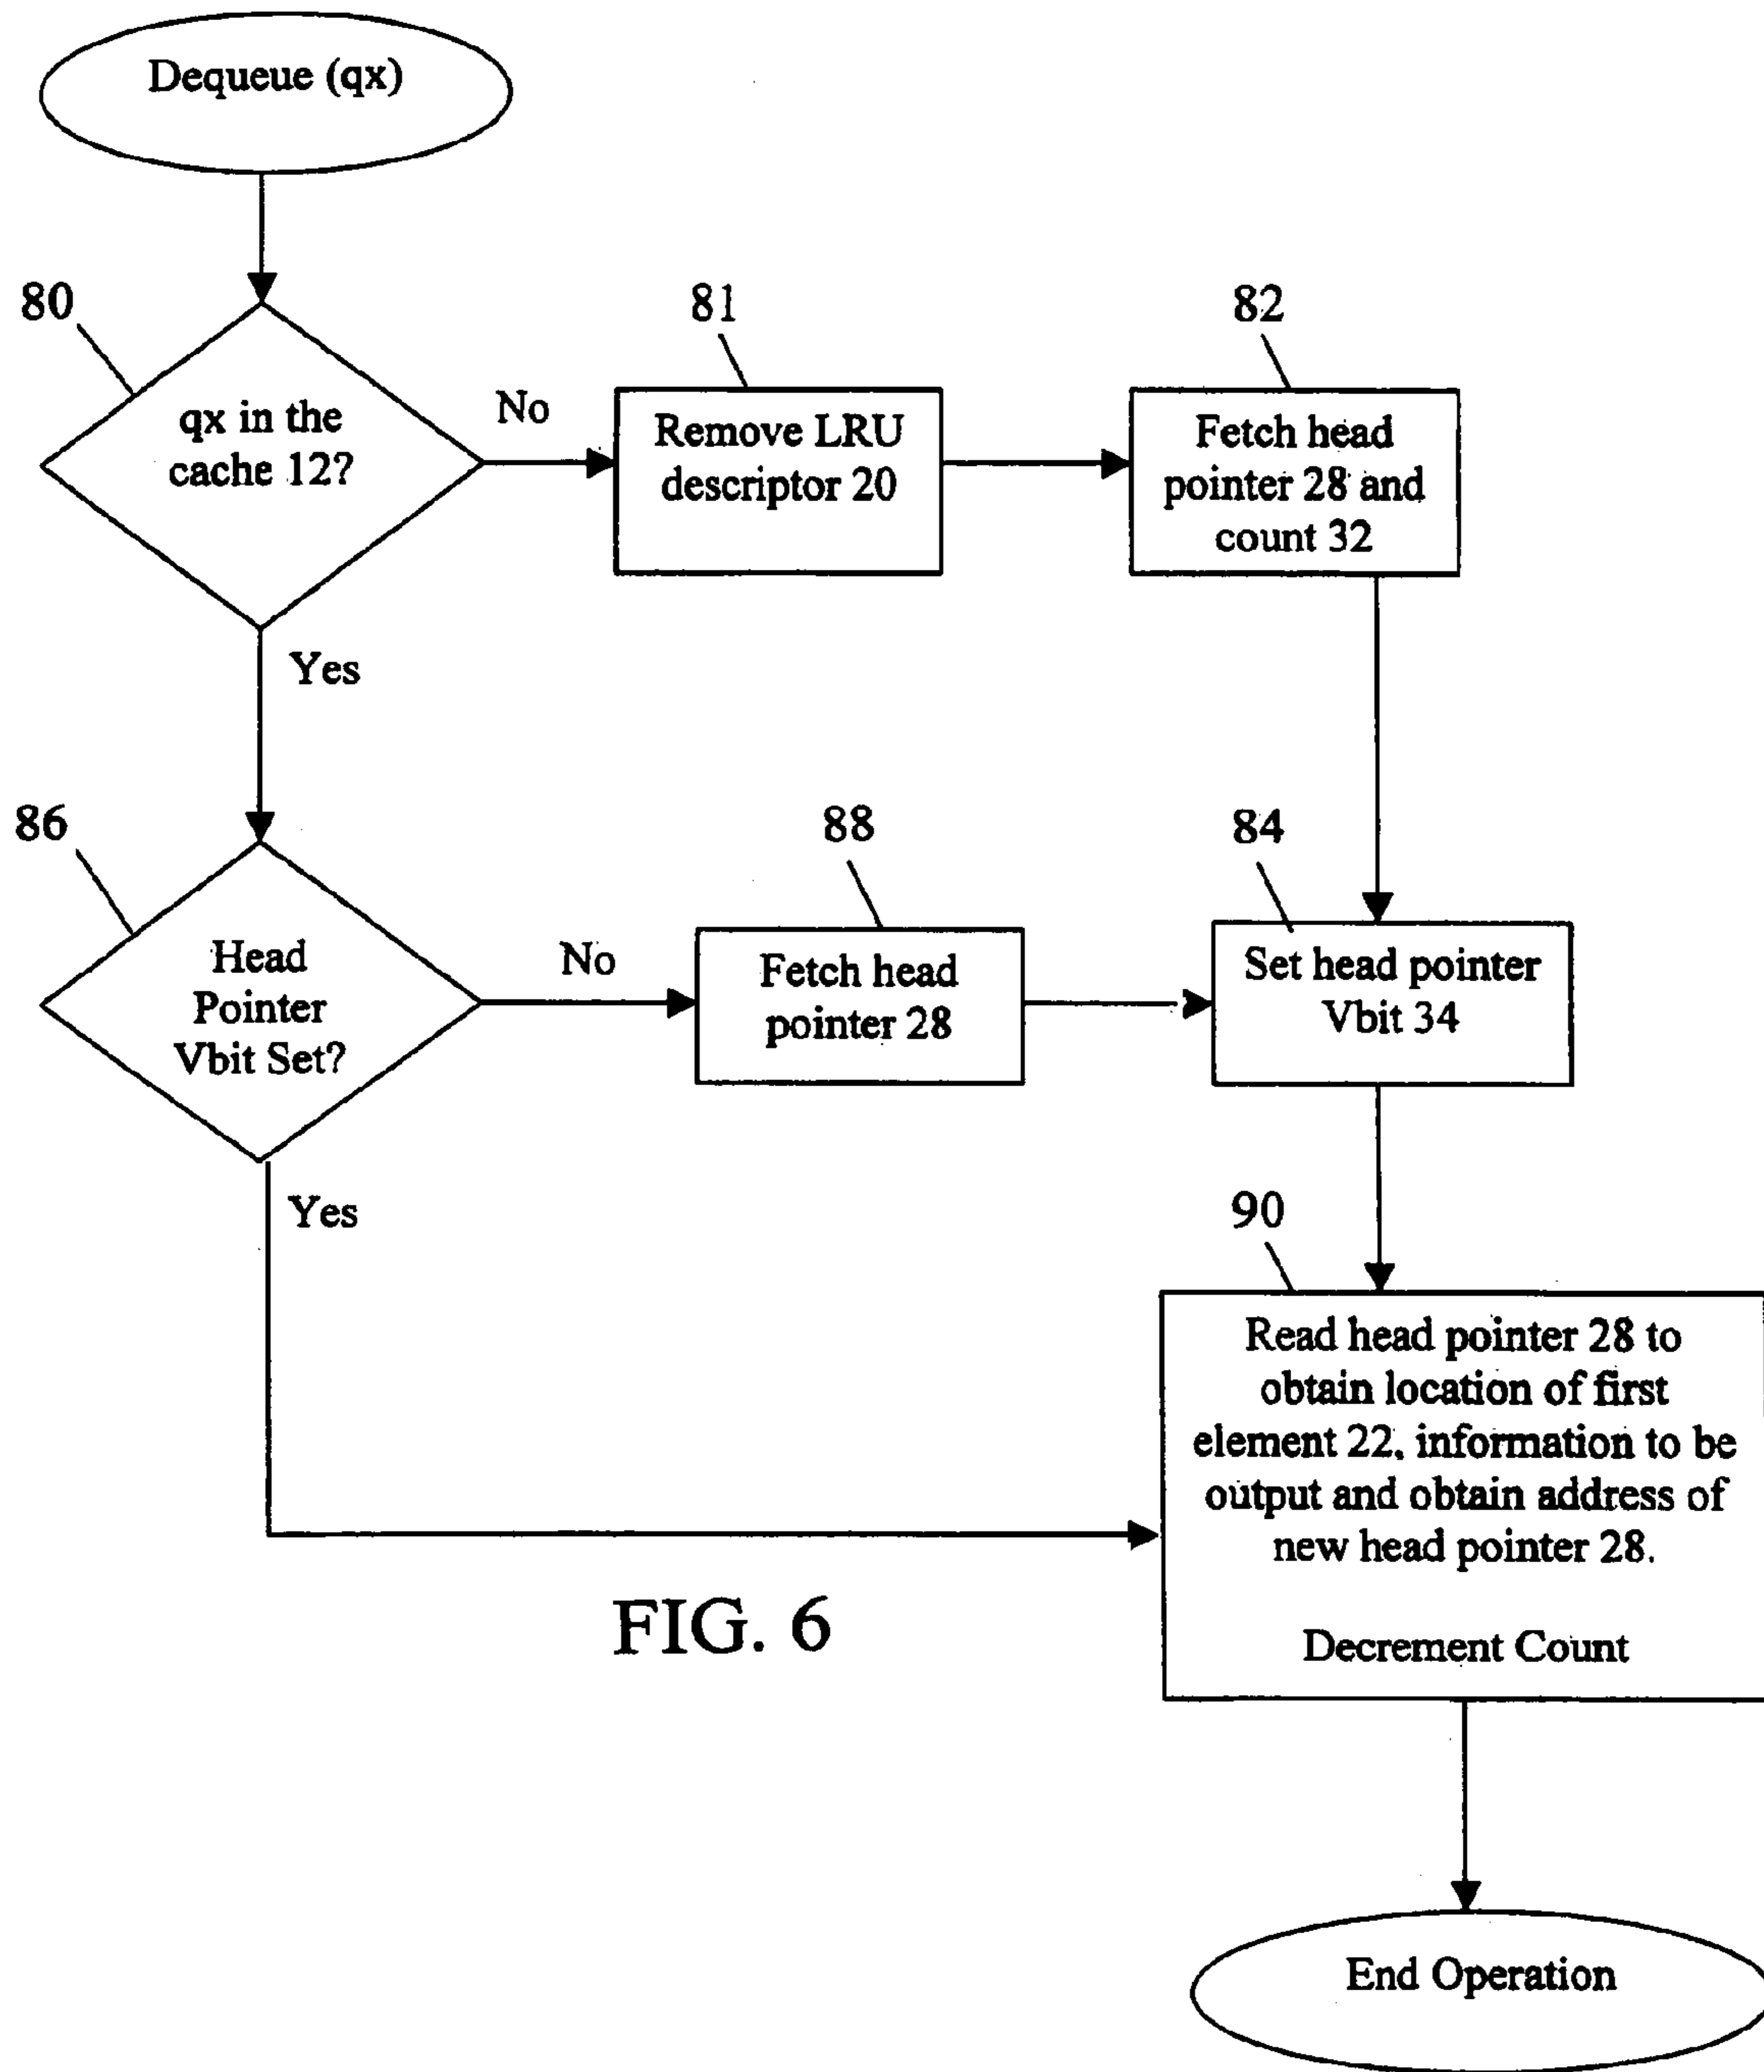 Dequeue (qx)
80
qx in the
cache 12?
No
81
Remove LRU
descriptor 20
82
Fetch head
pointer 28 and
count 32
Yes
86
Head
Pointer
Vbit Set?
No
88
Fetch head
pointer 28
84
Set head pointer
Vbit 34
Yes
90
Read head pointer 28 to
obtain location of first
element 22, information to be
output and obtain address of
new head pointer 28.
Decrement Count
FIG. 6
End Operation